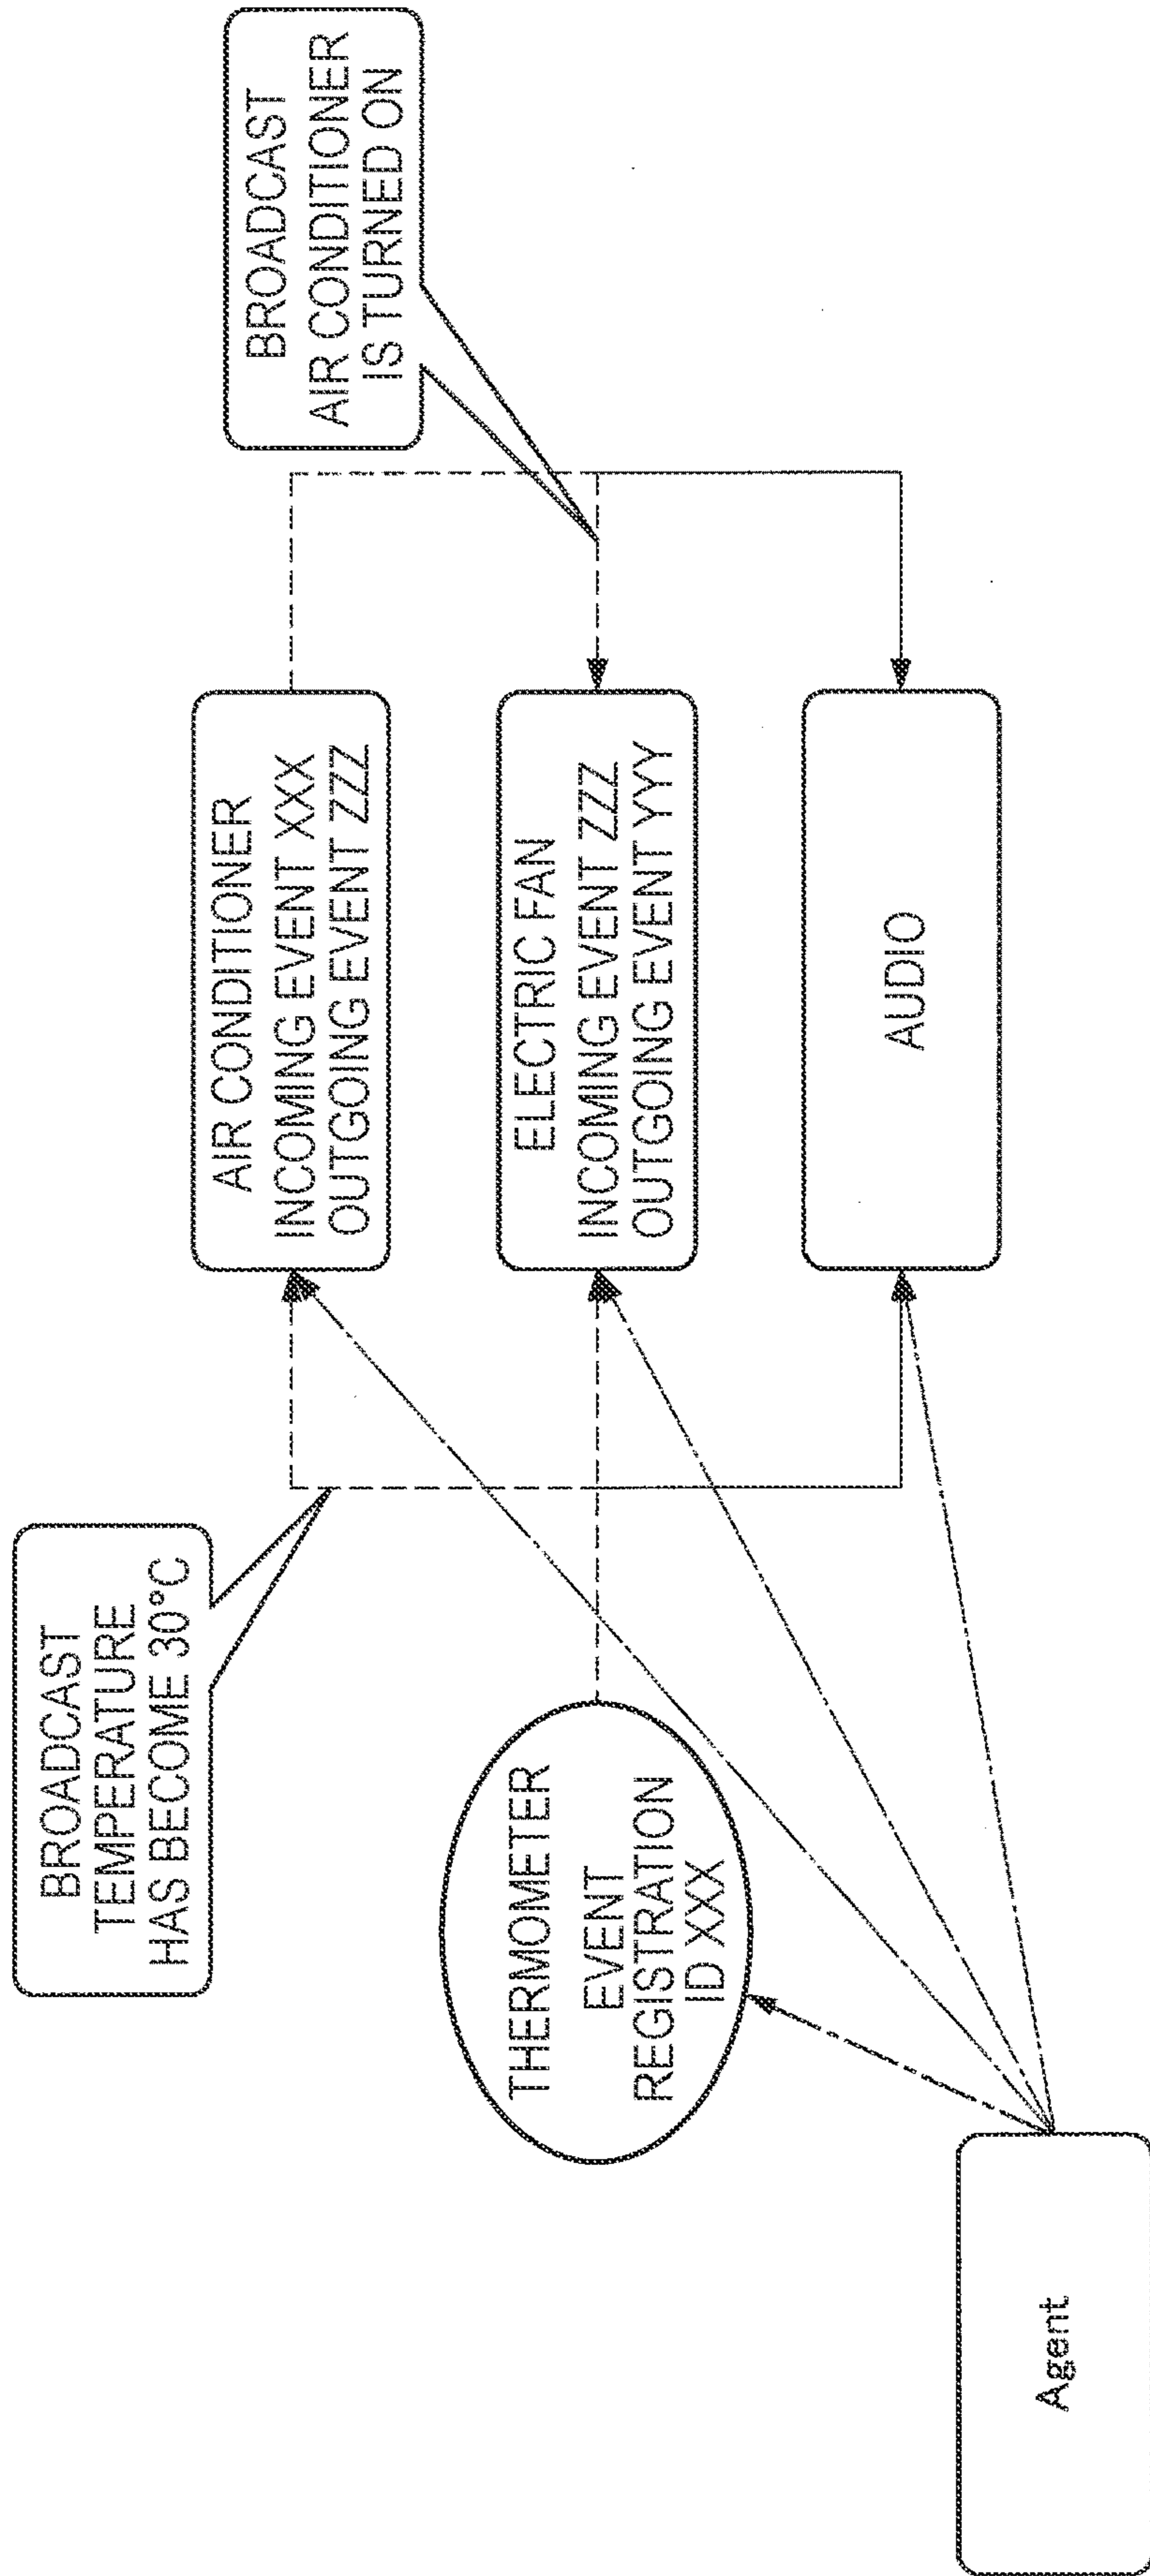 BROADCAST
TEMPERATURE
HAS BECOME 30°C
BROADCAST
AIR CONDITIONER
IS TURNED ON
AIR CONDITIONER
INCOMING EVENT XXX
OUTGOING EVENT ZZZ
THERMOMETER
EVENT
REGISTRATION
ID XXX
ELECTRIC FAN
INCOMING EVENT ZZZ
OUTGOING EVENT YYY
AUDIO
Agent